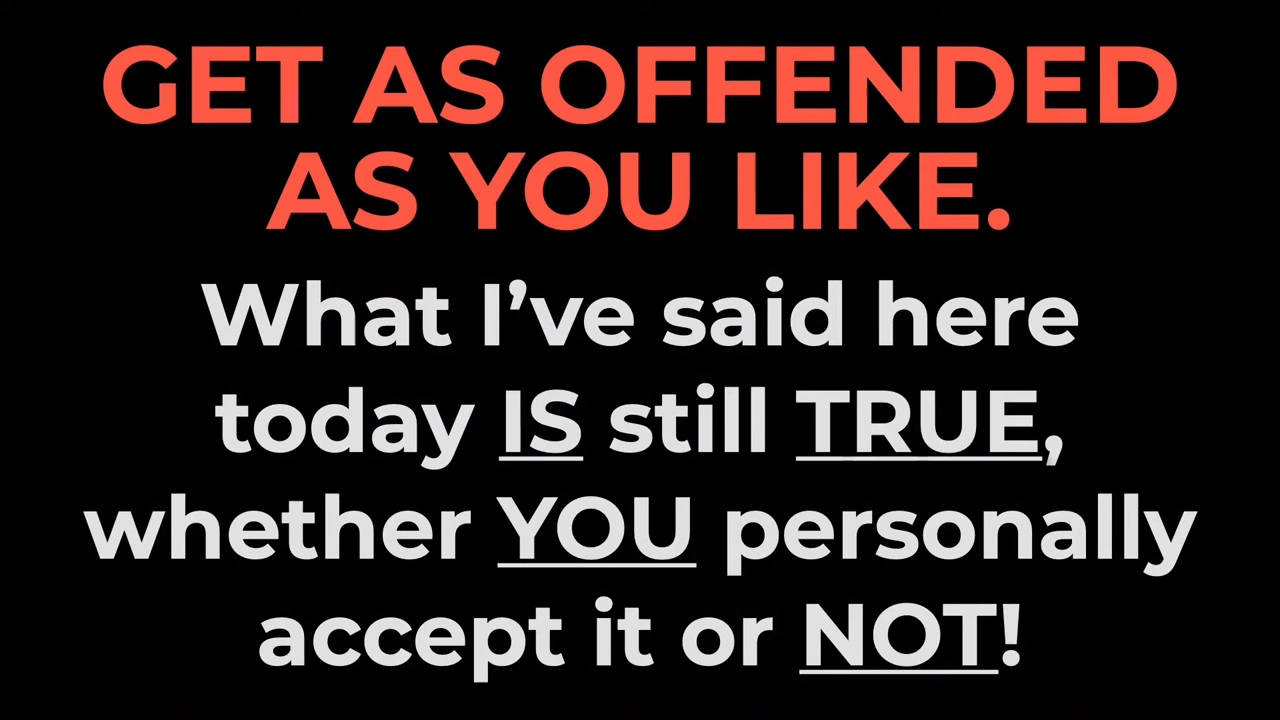 GET AS OFFENDED
AS YOU LIKE.
What I’ve said here
today IS still TRUE,
whether YOU personally
accept it or NOT!